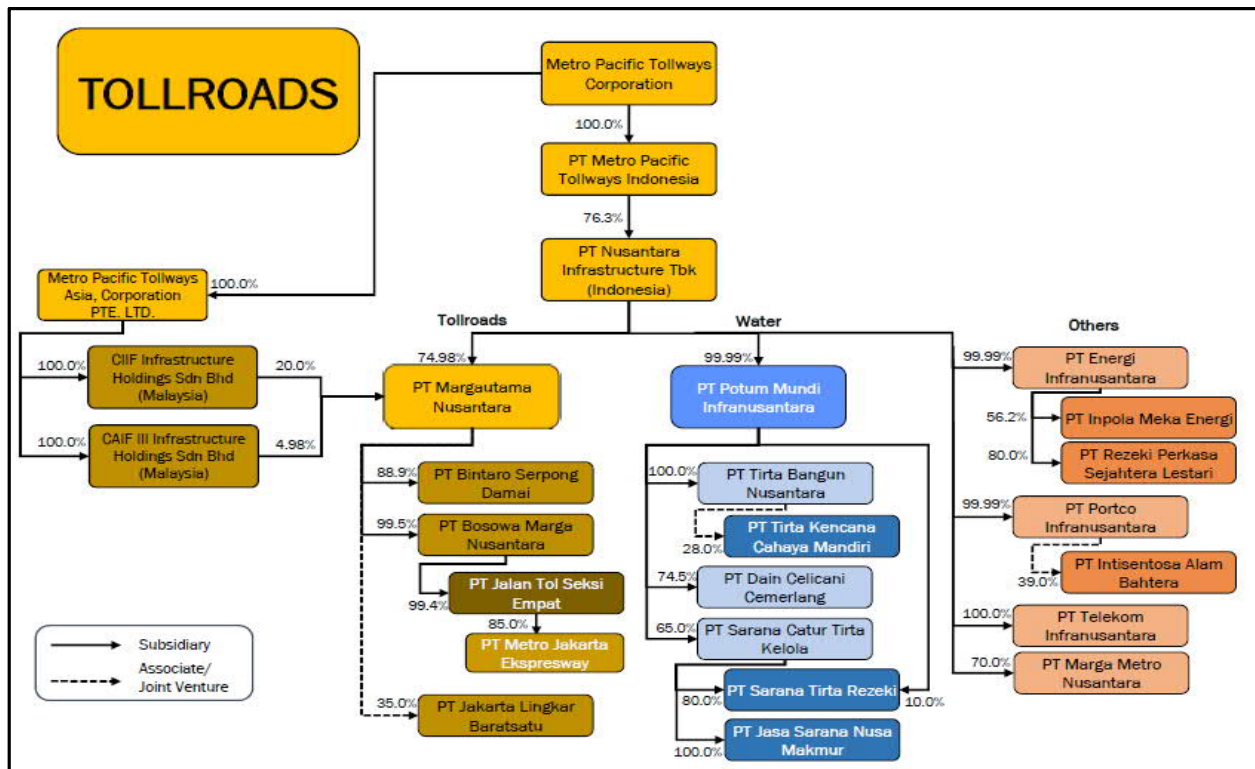 TOLLROADS
Metro Pacific Tollways
Corporation
100.0%
PT Metro Pacific
Tollways Indonesia
76.3%
PT Nusantara
Infrastructure Tbk
(Indonesia)
Metro Pacific Tollways
Asia, Corporation
PTE. LTD.
100.0%
100.0%
CIIF Infrastructure
Holdings Sdn Bhd
(Malaysia)
20.0%
100.0%
CAIF III Infrastructure
Holdings Sdn Bhd
(Malaysia)
4.98%
Tollroads
74.98%
PT Margautama
Nusantara
88.9%
PT Bintaro Serpong
Damai
99.5%
PT Bosowa Marga
Nusantara
99.4%
PT Jalan Tol Seksi
Empat
85.0%
PT Metro Jakarta
Ekspresway
35.0%
PT Jakarta Lingkar
Baratsatu
Water
99.99%
PT Potum Mundi
Infranusantara
100.0%
PT Tirta Bangun
Nusantara
28.0%
PT Tirta Kencana
Cahaya Mandiri
74.5%
PT Dain Celicani
Cemerlang
65.0%
PT Sarana Catur Tirta
Kelola
80.0%
PT Sarana Tirta Rezeki
10.0%
100.0%
PT Jasa Sarana Nusa
Makmur
Others
99.99%
PT Energi
Infranusantara
56.2%
PT Inpola Meka Energi
80.0%
PT Rezeki Perkasa
Sejahtera Lestari
99.99%
PT Portco
Infranusantara
39.0%
PT Intisentosa Alam
Bahtera
100.0%
PT Telekom
Infranusantara
70.0%
PT Marga Metro
Nusantara
Subsidiary
Associate/
Joint Venture